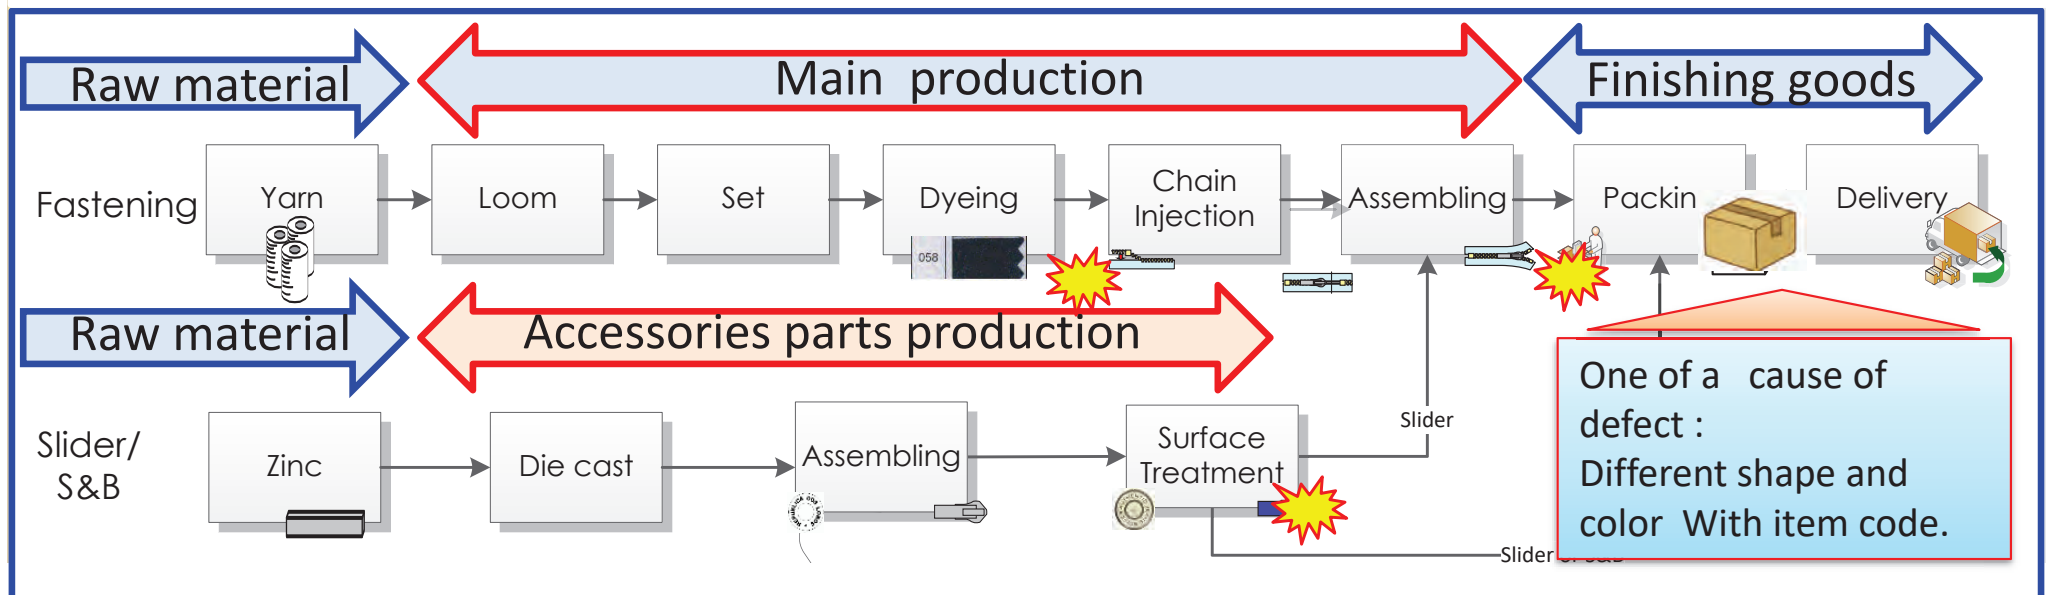 Raw material
Main production
Finishing goods
Fastening
Yarn
Loom
Set
Dyeing
058
Chain
Injection
Assembling
Packin
Delivery
Raw material
Accessories parts production
Slider/
S&B
Zinc
Die cast
Assembling
Surface
Treatment
Slider
Slider
One of a cause of
defect :
Different shape and
color With item code.